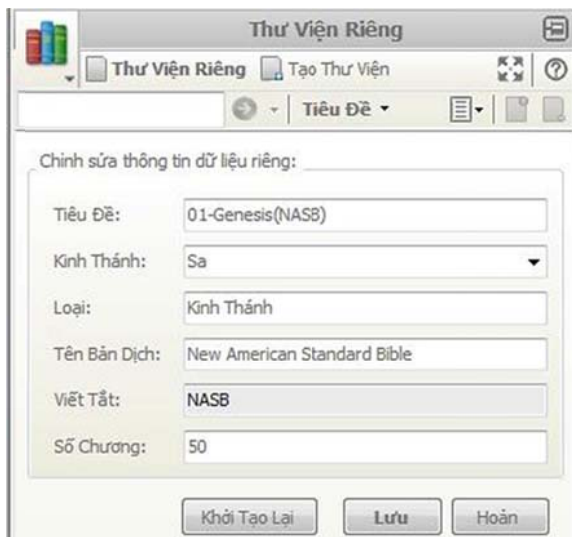 Thư Viện Riêng
Thư Viện Riêng Tạo Thư Viện
Tiêu Đề
Chỉnh sửa thông tin dữ liệu riêng:
Tiêu Đề: 01-Genesis(NASB)
Kinh Thánh: Sa
Loại: Kinh Thánh
Tên Bản Dịch: New American Standard Bible
Viết Tắt: NASB
Số Chương: 50
Khởi Tạo Lại Lưu Hoàn